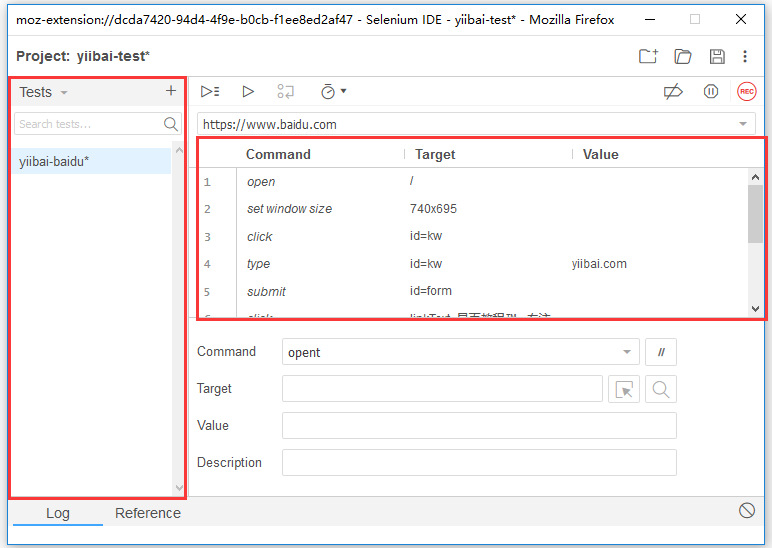 moz-extension://dcda7420-94d4-4f9e-b0cb-f1ee8ed2af47 - Selenium IDE - yiibai-test* - Mozilla Firefox
Project: yiibai-test*
Tests
REC
Search tests...
https://www.baidu.com
yiibai-baidu*
Command Target Value
1 open /
2 set window size 740x695
3 click id=kw
4 type id=kw yiibai.com
5 submit id=form
6 click
Command opent //
Target
Value
Description
Log Reference